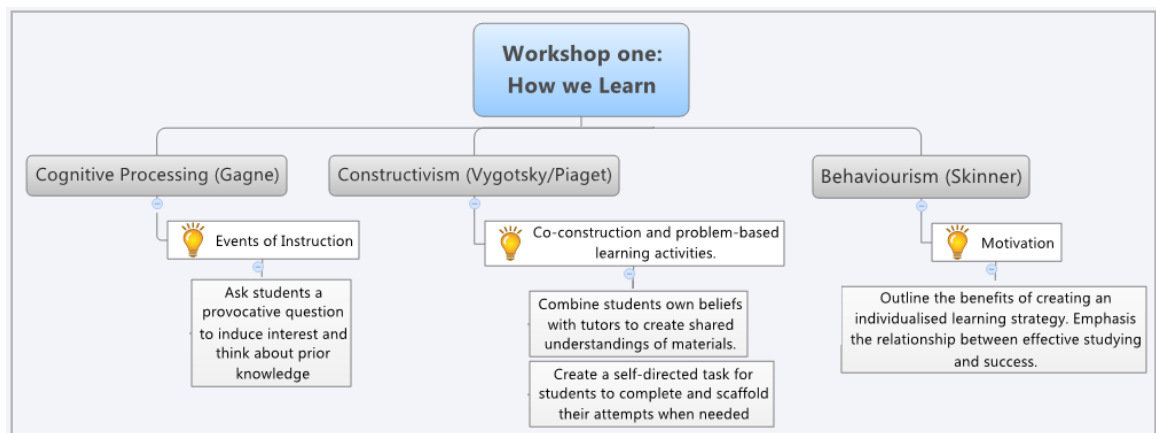 Workshop one:
How we Learn
Cognitive Processing (Gagne)
Constructivism (Vygotsky/Piaget)
Behaviourism (Skinner)
Events of Instruction
Co-construction and problem-based
learning activities.
Motivation
Ask students a
provocative question
to induce interest and
think about prior
knowledge
Combine students own beliefs
with tutors to create shared
understandings of materials.
Create a self-directed task for
students to complete and scaffold
their attempts when needed
Outline the benefits of creating an
individualised learning strategy. Emphasis
the relationship between effective studying
and success.